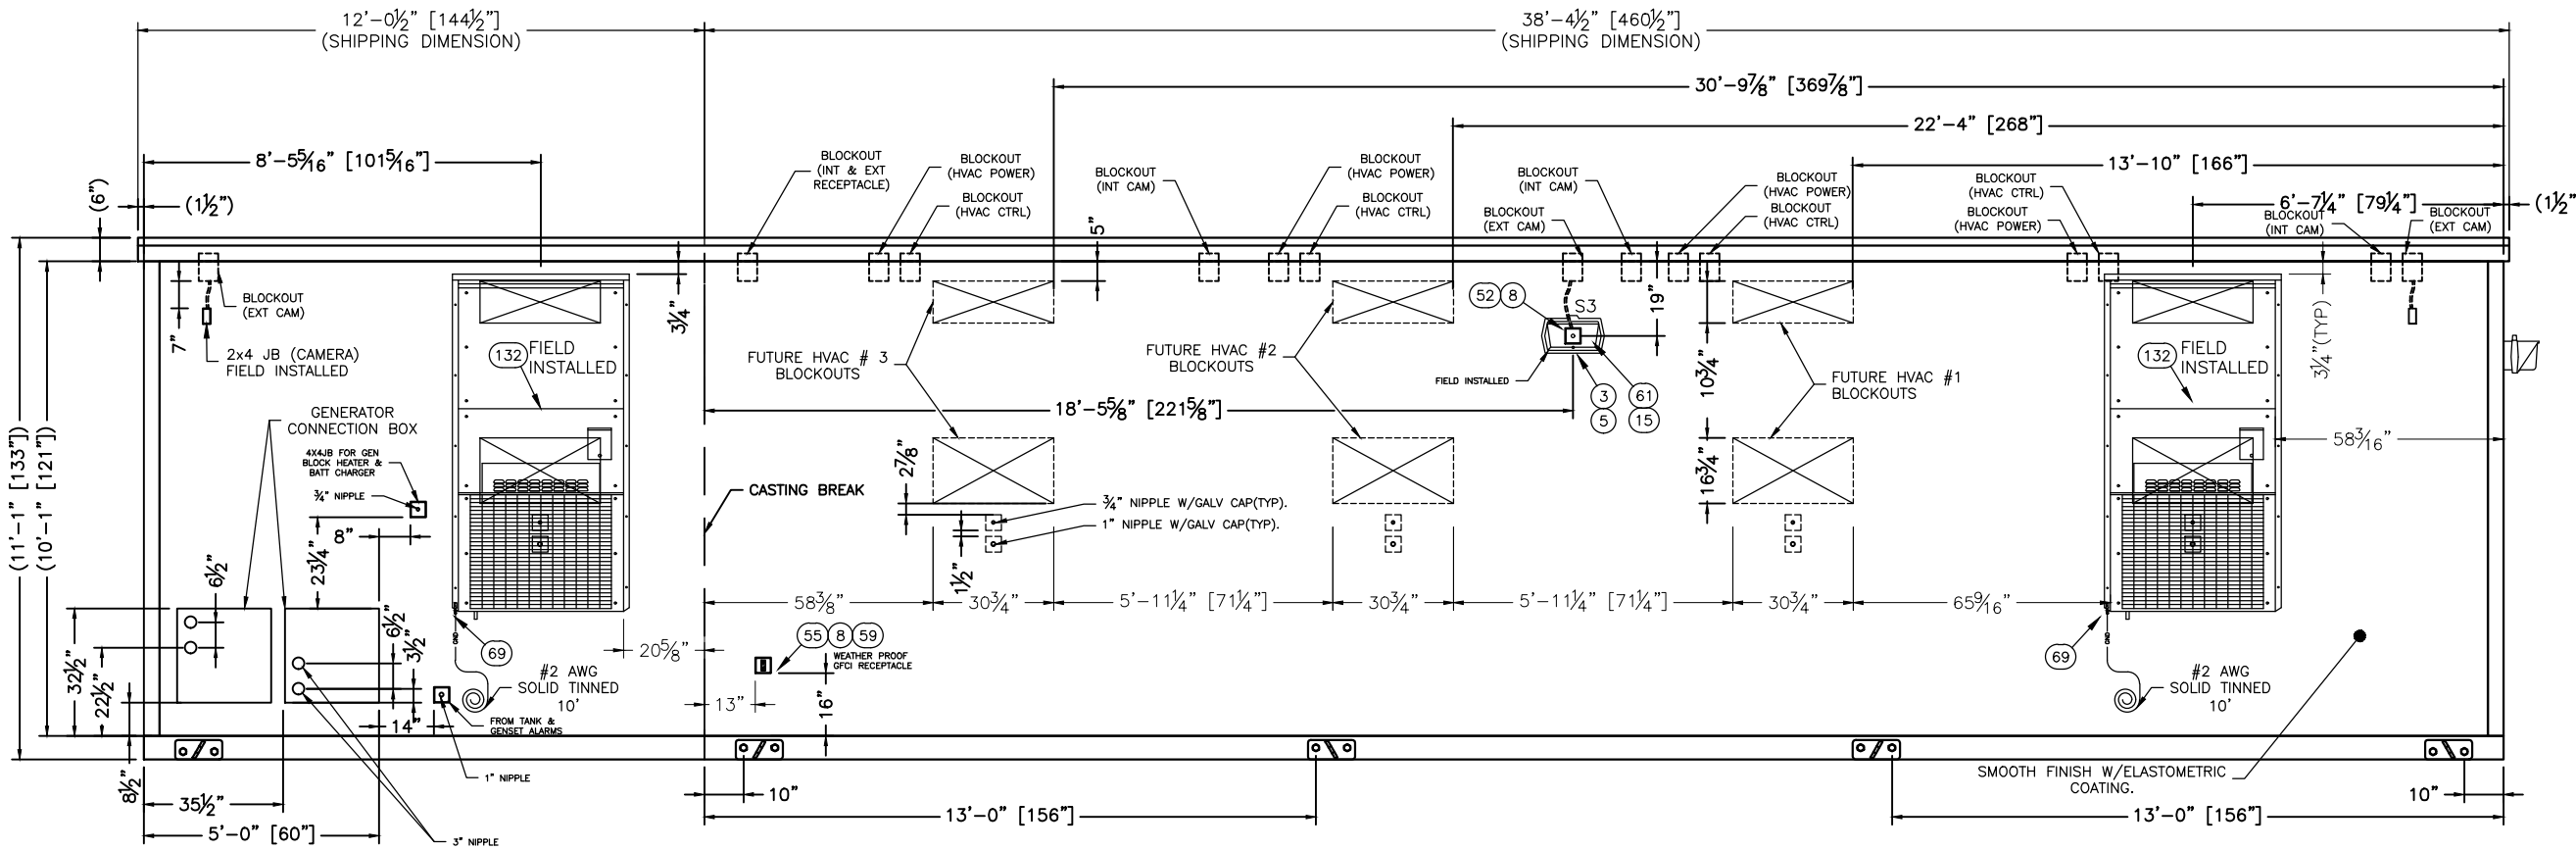 12'-0½" [144½"]
(SHIPPING DIMENSION)
38'-4½" [460½"]
(SHIPPING DIMENSION)
30'-9⅞" [369⅞"]
22'-4" [268"]
8'-5⁵⁄₁₆" [101⁵⁄₁₆"]
13'-10" [166"]
BLOCKOUT
(INT & EXT
RECEPTACLE)
BLOCKOUT
(HVAC POWER)
BLOCKOUT
(HVAC CTRL)
BLOCKOUT
(INT CAM)
BLOCKOUT
(HVAC POWER)
BLOCKOUT
(HVAC CTRL)
BLOCKOUT
(INT CAM)
BLOCKOUT
(EXT CAM)
BLOCKOUT
(HVAC POWER)
BLOCKOUT
(HVAC CTRL)
BLOCKOUT
(HVAC CTRL)
BLOCKOUT
(HVAC POWER)
6'-7¼" [79¼"]
BLOCKOUT
(INT CAM)
BLOCKOUT
(EXT CAM)
(1½"
(6")
(1½")
5"
19"
3¼"
3¼"(TYP)
7"
BLOCKOUT
(EXT CAM)
2x4 JB (CAMERA)
FIELD INSTALLED
132
FIELD
INSTALLED
FUTURE HVAC # 3
BLOCKOUTS
FUTURE HVAC #2
BLOCKOUTS
52
8
S3
FIELD INSTALLED
3
5
61
15
10¾"
FUTURE HVAC #1
BLOCKOUTS
132
FIELD
INSTALLED
18'-5⅝" [221⅝"]
58³⁄₁₆"
(11'-1" [133"])
(10'-1" [121"])
GENERATOR
CONNECTION BOX
4X4JB FOR GEN
BLOCK HEATER &
BATT CHARGER
¾" NIPPLE
8"
23¼"
CASTING BREAK
2⅞"
16¾"
¾" NIPPLE W/GALV CAP(TYP).
1" NIPPLE W/GALV CAP(TYP).
1½"
6½"
58⅜"
30¾"
5'-11¼" [71¼"]
30¾"
5'-11¼" [71¼"]
30¾"
65⁹⁄₁₆"
32½"
22½"
6½"
3½"
69
20⅝"
55
8
59
WEATHER PROOF
GFCI RECEPTACLE
69
#2 AWG
SOLID TINNED
10'
#2 AWG
SOLID TINNED
10'
13"
16"
14"
FROM TANK &
GENSET ALARMS
8½"
1" NIPPLE
35½"
10"
SMOOTH FINISH W/ELASTOMETRIC
COATING.
10"
5'-0" [60"]
3" NIPPLE
13'-0" [156"]
13'-0" [156"]